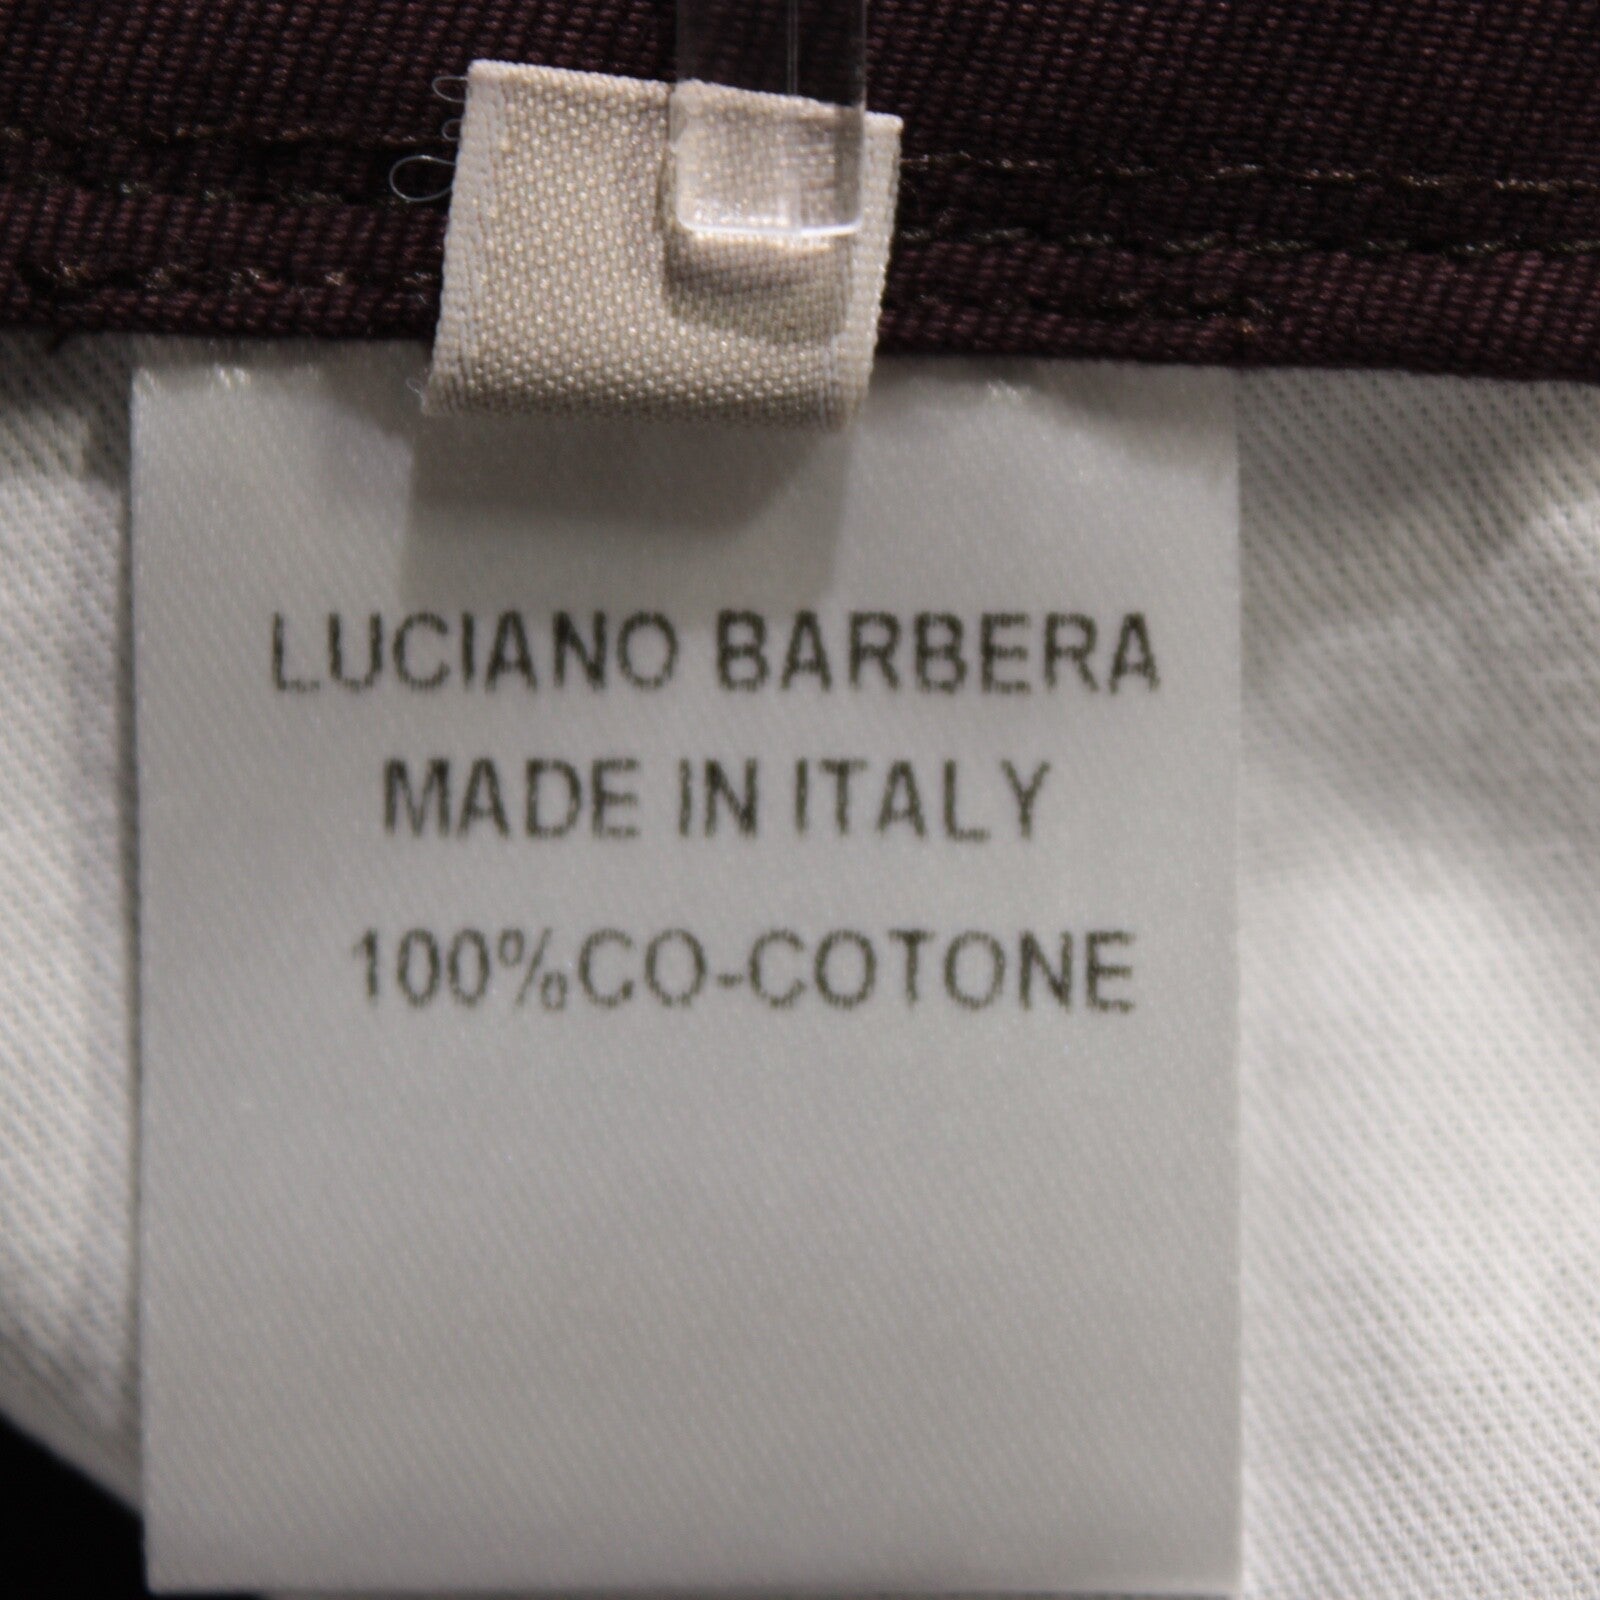 LUCIANO BARBERA
MADE IN ITALY
100%CO-COTONE